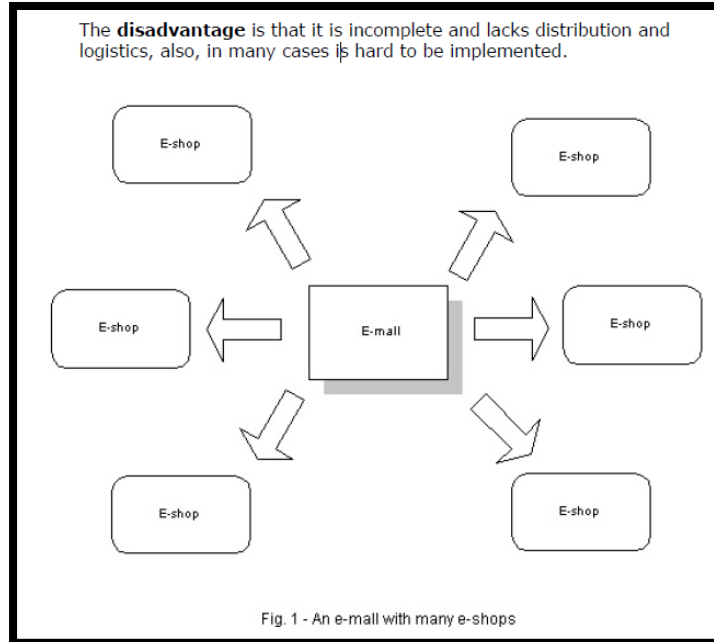 The disadvantage is that it is incomplete and lacks distribution and
logistics, also, in many cases is hard to be implemented.
E-shop
E-shop
E-shop
E-mall
E-shop
E-shop
E-shop
Fig. 1 - An e-mall with many e-shops